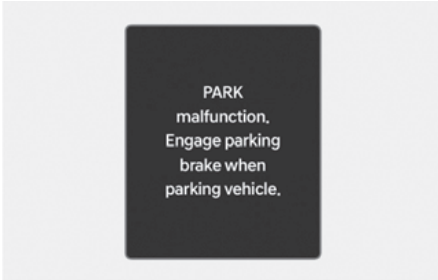 PARK
malfunction.
Engage parking
brake when
parking vehicle.